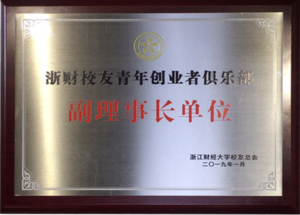 浙财校友青年创业者俱乐部
副理事长单位
浙江财经大学校友总会
二〇一九年一月